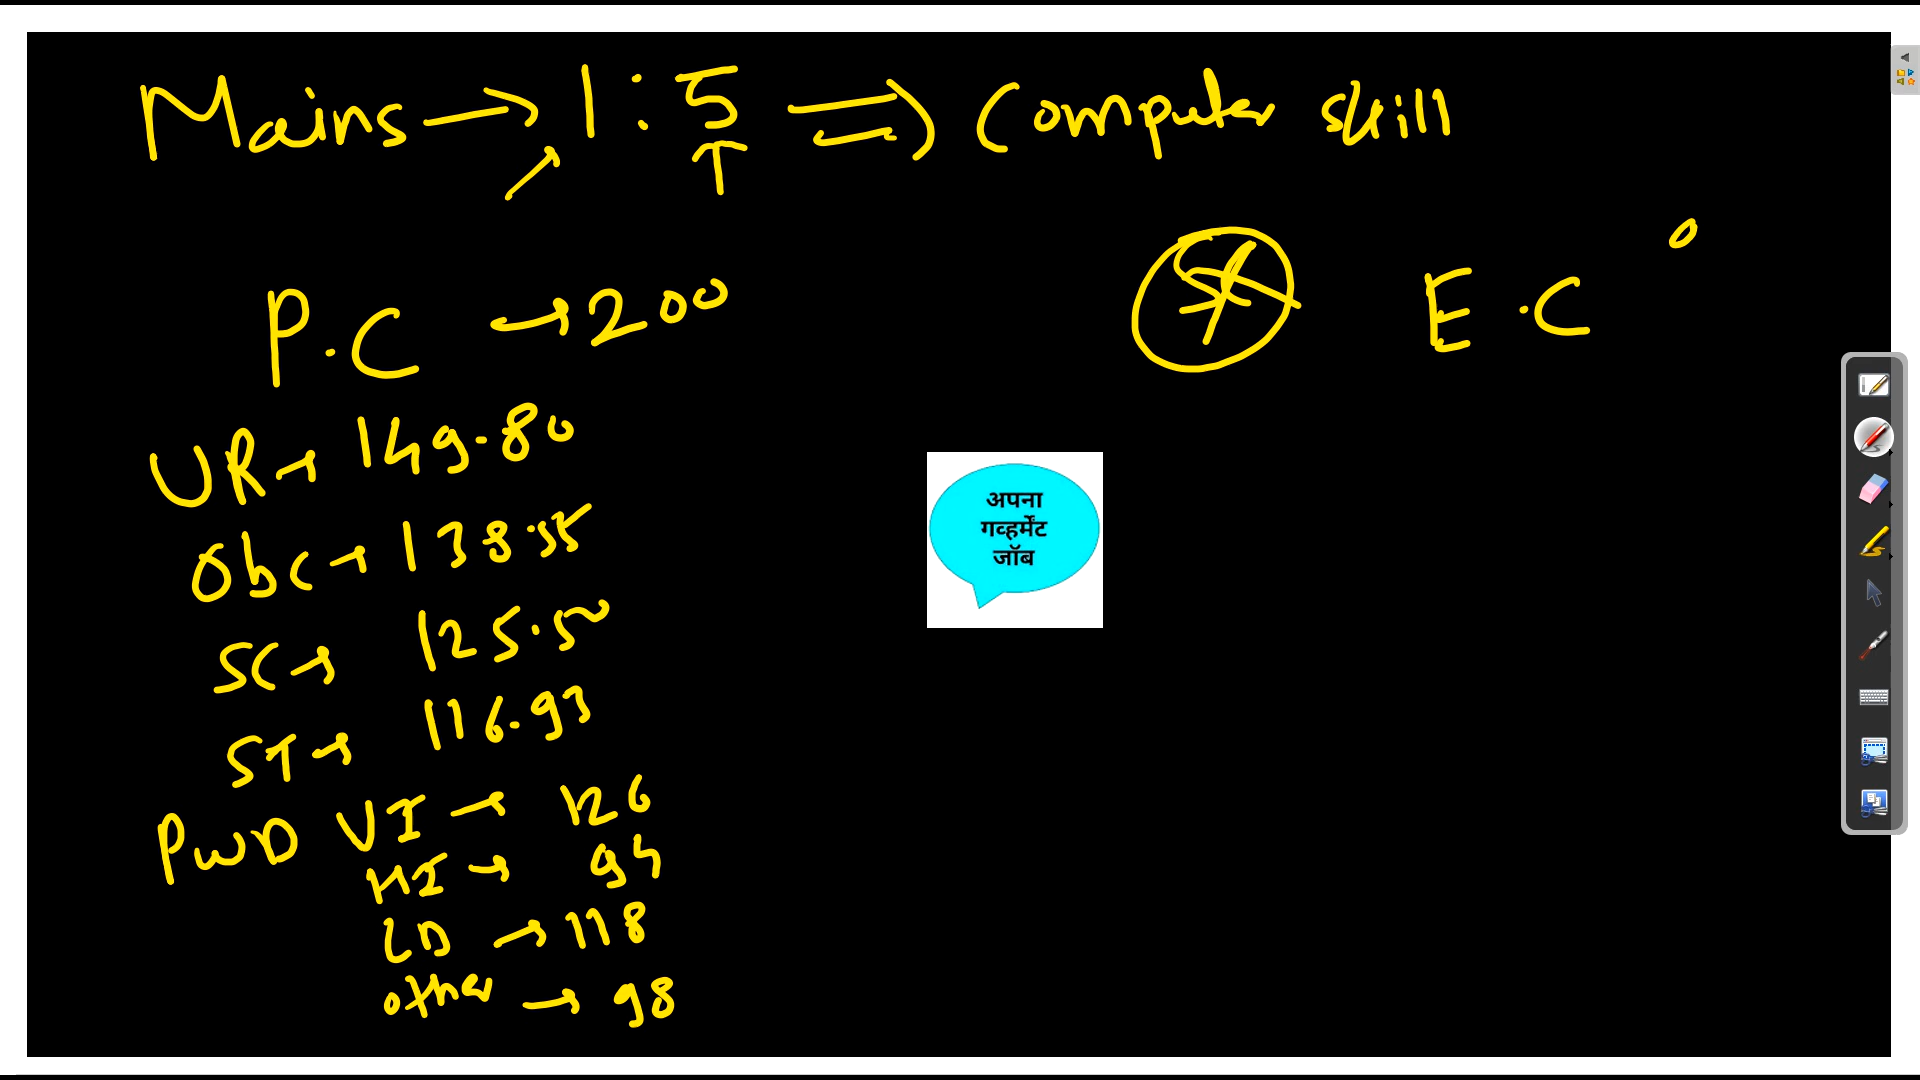 Mains → 1 : 5 ⇒ Computer skill
P.C → 200
E.C
UR → 149.80
Obc → 138.55
SC → 125.50
ST → 116.93
PWD VI → 126
HI → 94
LD → 118
other → 98
अपना
गव्हर्मेंट
जॉब